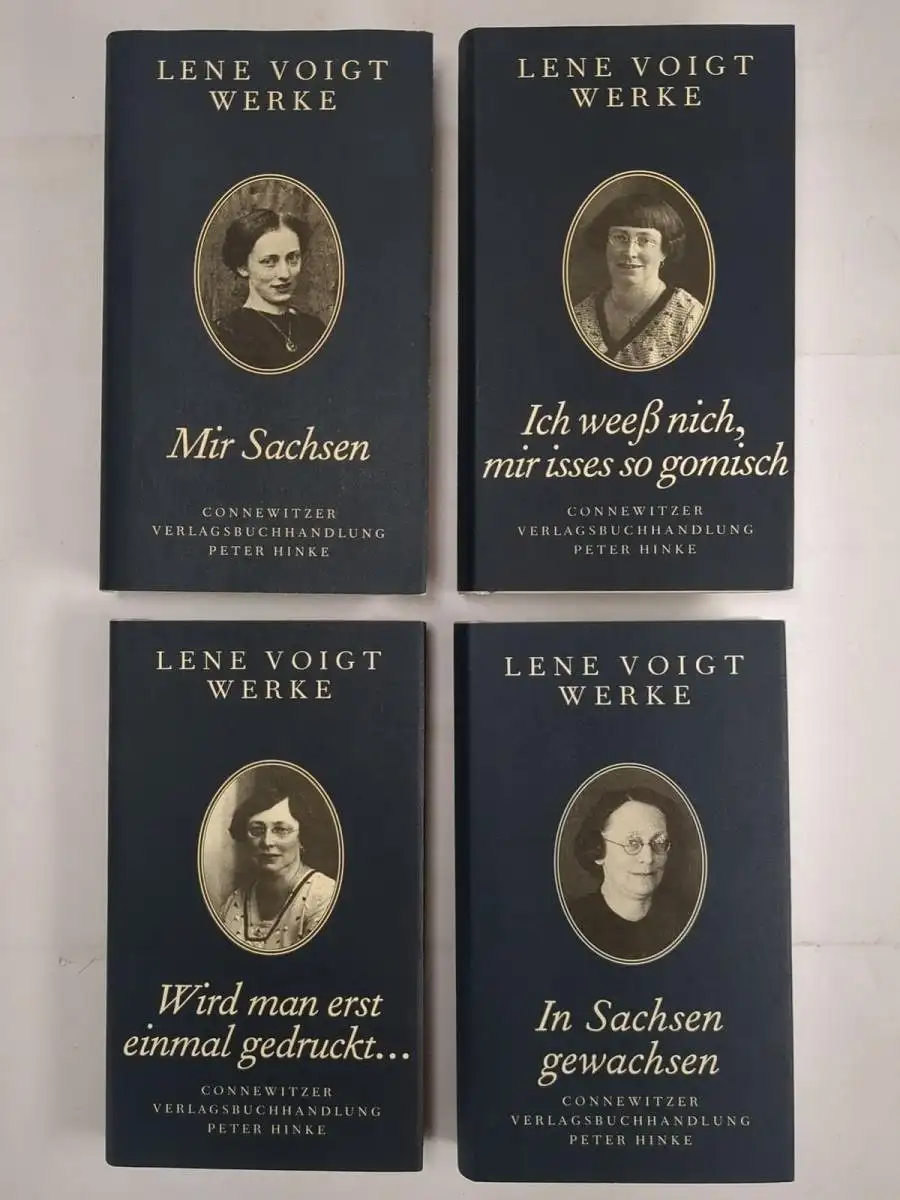 LENE VOIGT
WERKE
Mir Sachsen
CONNEWITZER
VERLAGSBUCHHANDLUNG
PETER HINKE
LENE VOIGT
WERKE
Ich weeß nich,
mir isses so gomisch
CONNEWITZER
VERLAGSBUCHHANDLUNG
PETER HINKE
LENE VOIGT
WERKE
Wird man erst
einmal gedruckt...
CONNEWITZER
VERLAGSBUCHHANDLUNG
PETER HINKE
LENE VOIGT
WERKE
In Sachsen
gewachsen
CONNEWITZER
VERLAGSBUCHHANDLUNG
PETER HINKE